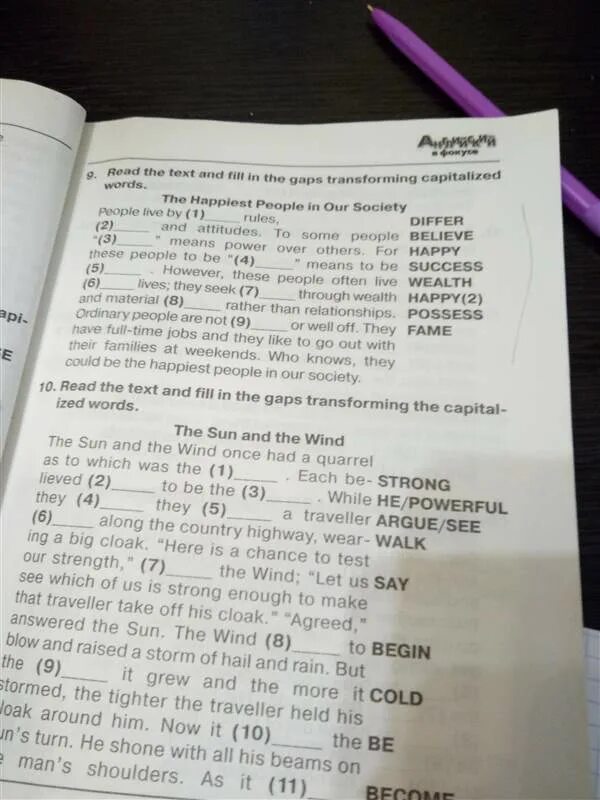 Английский
в фокусе
9. Read the text and fill in the gaps transforming capitalized
words.
The Happiest People in Our Society
People live by (1)_____ rules, DIFFER
(2)_____ and attitudes. To some people BELIEVE
"(3)_____ " means power over others. For HAPPY
these people to be "(4)_____ " means to be SUCCESS
(5)_____ . However, these people often live WEALTH
(6)_____ lives; they seek (7)_____ through wealth HAPPY(2)
and material (8)_____ rather than relationships. POSSESS
Ordinary people are not (9)_____ or well off. They FAME
have full-time jobs and they like to go out with
their families at weekends. Who knows, they
could be the happiest people in our society.
10. Read the text and fill in the gaps transforming the capital-
ized words.
The Sun and the Wind
The Sun and the Wind once had a quarrel
as to which was the (1)_____ . Each be- STRONG
lieved (2)_____ to be the (3)_____ . While HE/POWERFUL
they (4)_____ they (5)_____ a traveller ARGUE/SEE
(6)_____ along the country highway, wear- WALK
ing a big cloak. "Here is a chance to test
our strength," (7)_____ the Wind; "Let us SAY
see which of us is strong enough to make
that traveller take off his cloak." "Agreed,"
answered the Sun. The Wind (8)_____ to BEGIN
blow and raised a storm of hail and rain. But
the (9)_____ it grew and the more it COLD
stormed, the tighter the traveller held his
loak around him. Now it (10)_____ the BE
un's turn. He shone with all his beams on
e man's shoulders. As it (11)_____ BECOME
api-
E